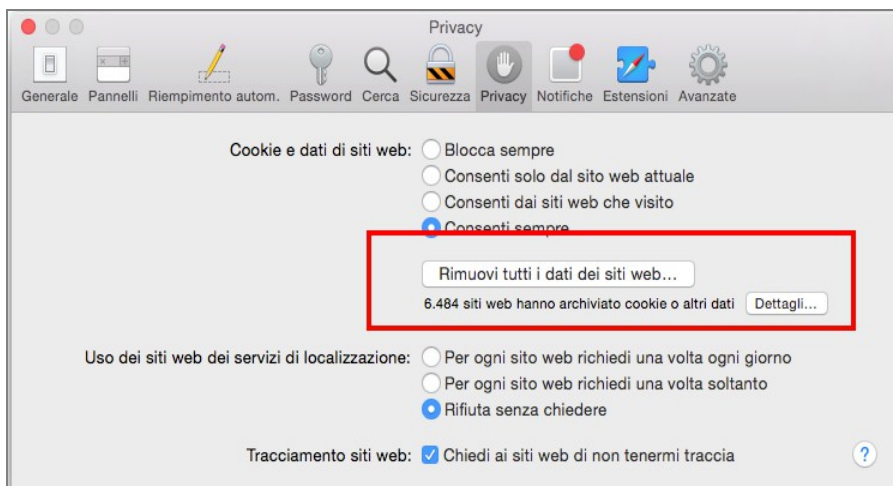 Privacy
Generale Pannelli Riempimento autom. Password Cerca Sicurezza Privacy Notifiche Estensioni Avanzate
Cookie e dati di siti web: Blocca sempre
Consenti solo dal sito web attuale
Consenti dai siti web che visito
Consenti sempre
Rimuovi tutti i dati dei siti web...
6.484 siti web hanno archiviato cookie o altri dati Dettagli...
Uso dei siti web dei servizi di localizzazione: Per ogni sito web richiedi una volta ogni giorno
Per ogni sito web richiedi una volta soltanto
Rifiuta senza chiedere
Tracciamento siti web: Chiedi ai siti web di non tenermi traccia ?